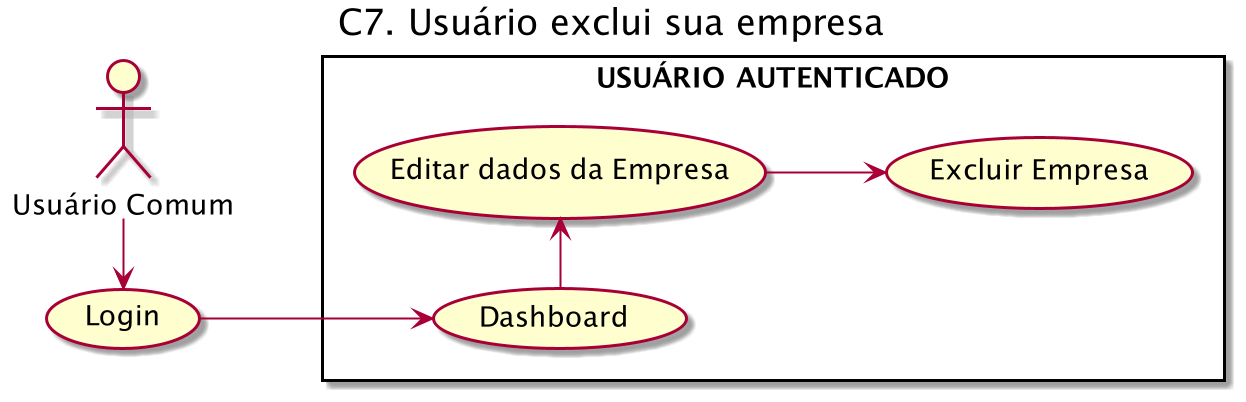 C7. Usuário exclui sua empresa
USUÁRIO AUTENTICADO
Editar dados da Empresa
Excluir Empresa
Usuário Comum
Login
Dashboard